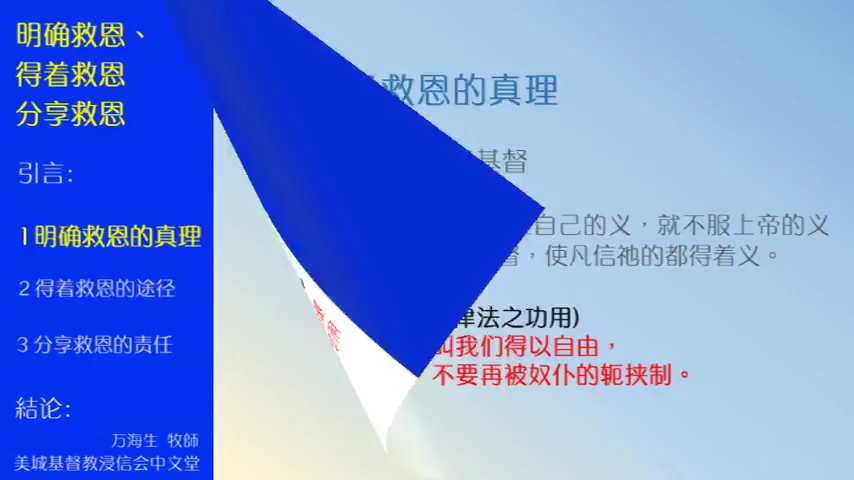 明确救恩、
得着救恩
分享救恩
引言:
1明确救恩的真理
2得着救恩的途径
3分享救恩的责任
結论:
万海生 牧師
美城基督教浸信会中文堂
救恩的真理
基督
自己的义，就不服上帝的义
，使凡信祂的都得着义。
律法之功用)
叫我们得以自由，
不要再被奴仆的轭挟制。